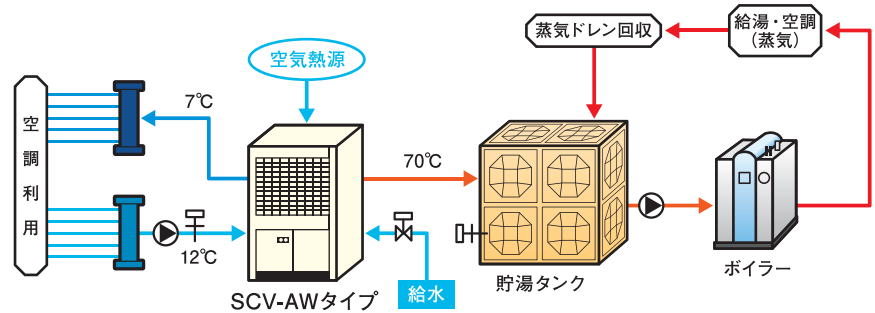 空調利用
7℃
12℃
空気熱源
SCV-AWタイプ
給水
70℃
蒸気ドレン回収
給湯・空調
(蒸気)
貯湯タンク
ボイラー